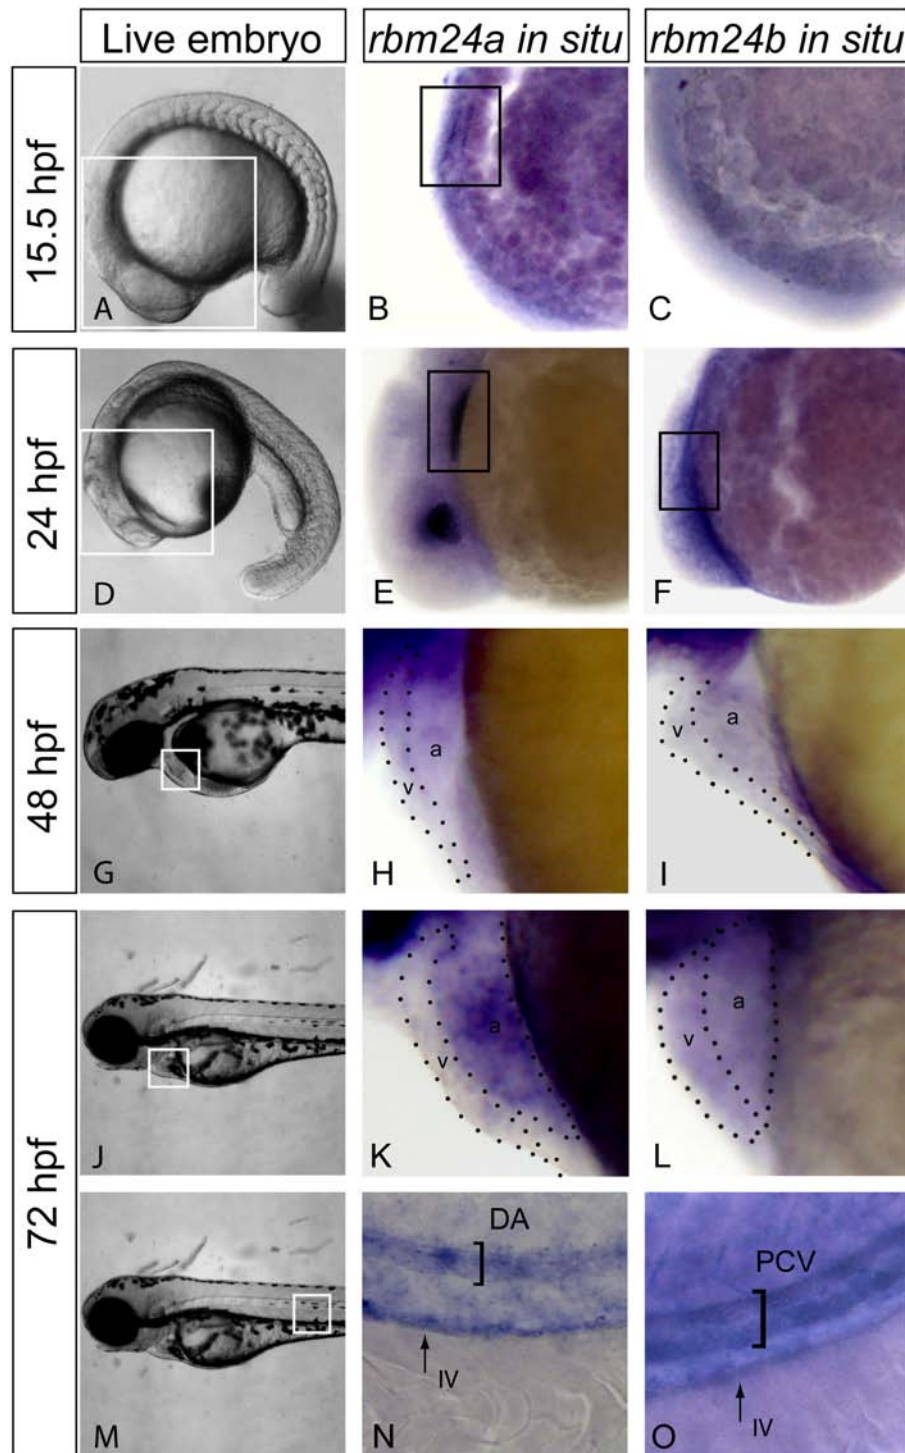 Live embryo
rbm24a in situ
rbm24b in situ
15.5 hpf
A
B
C
24 hpf
D
E
F
48 hpf
G
a
v
H
a
v
I
72 hpf
J
a
v
K
a
v
L
M
DA
IV
N
PCV
IV
O